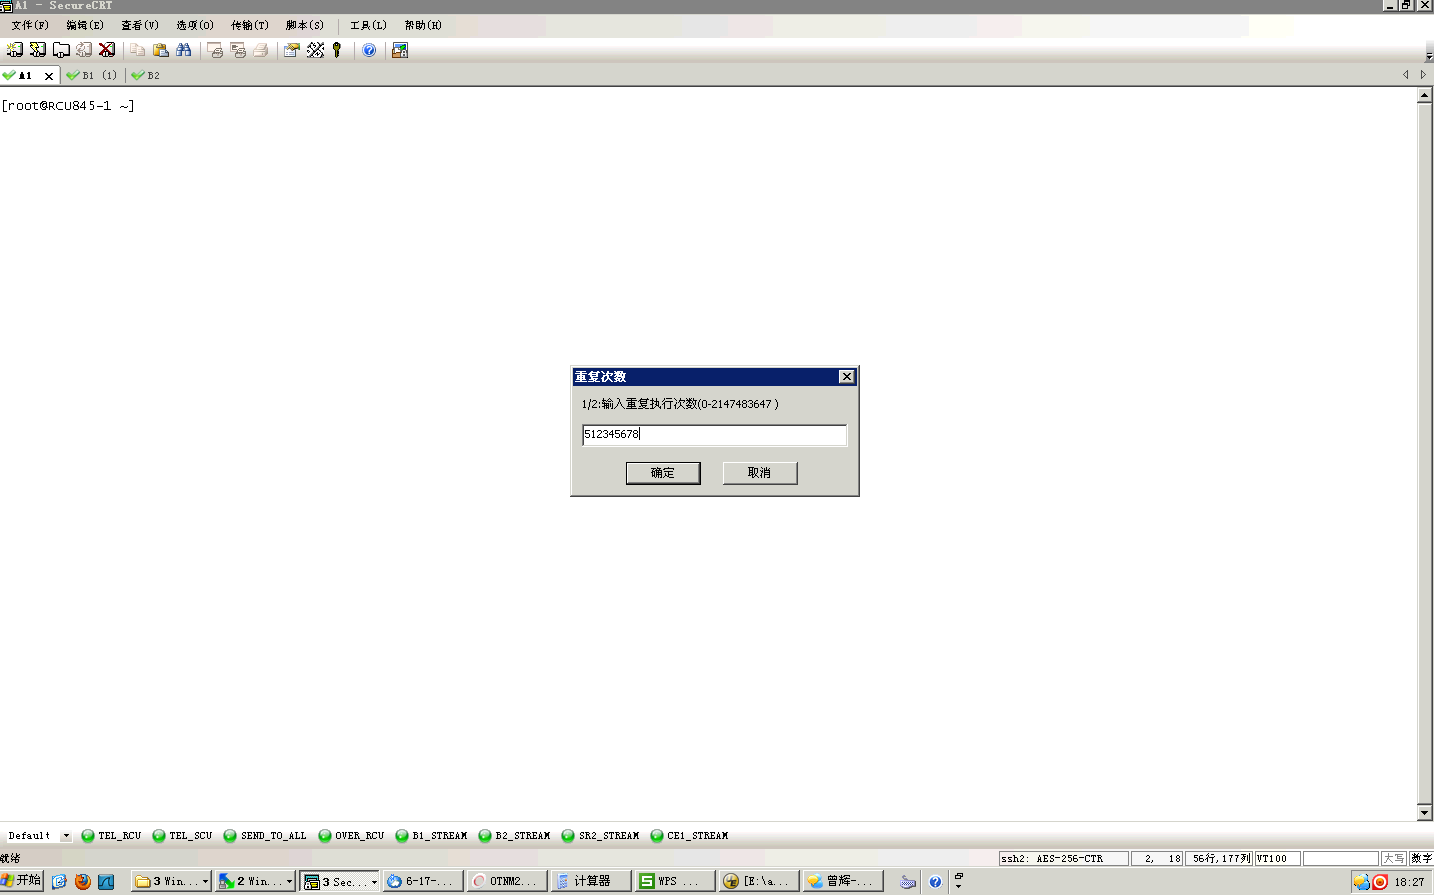 A1 - SecureCRT
文件(F) 编辑(E) 查看(V) 选项(O) 传输(T) 脚本(S) 工具(L) 帮助(H)
A1 B1 (1) B2
[root@RCU845-1 ~]
重复次数
1/2:输入重复执行次数(0-2147483647 )
512345678
确定 取消
Default TEL_RCU TEL_SCU SEND_TO_ALL OVER_RCU B1_STREAM B2_STREAM SR2_STREAM CE1_STREAM
就绪 ssh2: AES-256-CTR 2, 18 56行,177列 VT100 大写 数字
开始 3 Win... 2 Win... 3 Sec... 6-17-... OTNM2... 计算器 WPS ... [E:\a... 曾辉-... 18:27